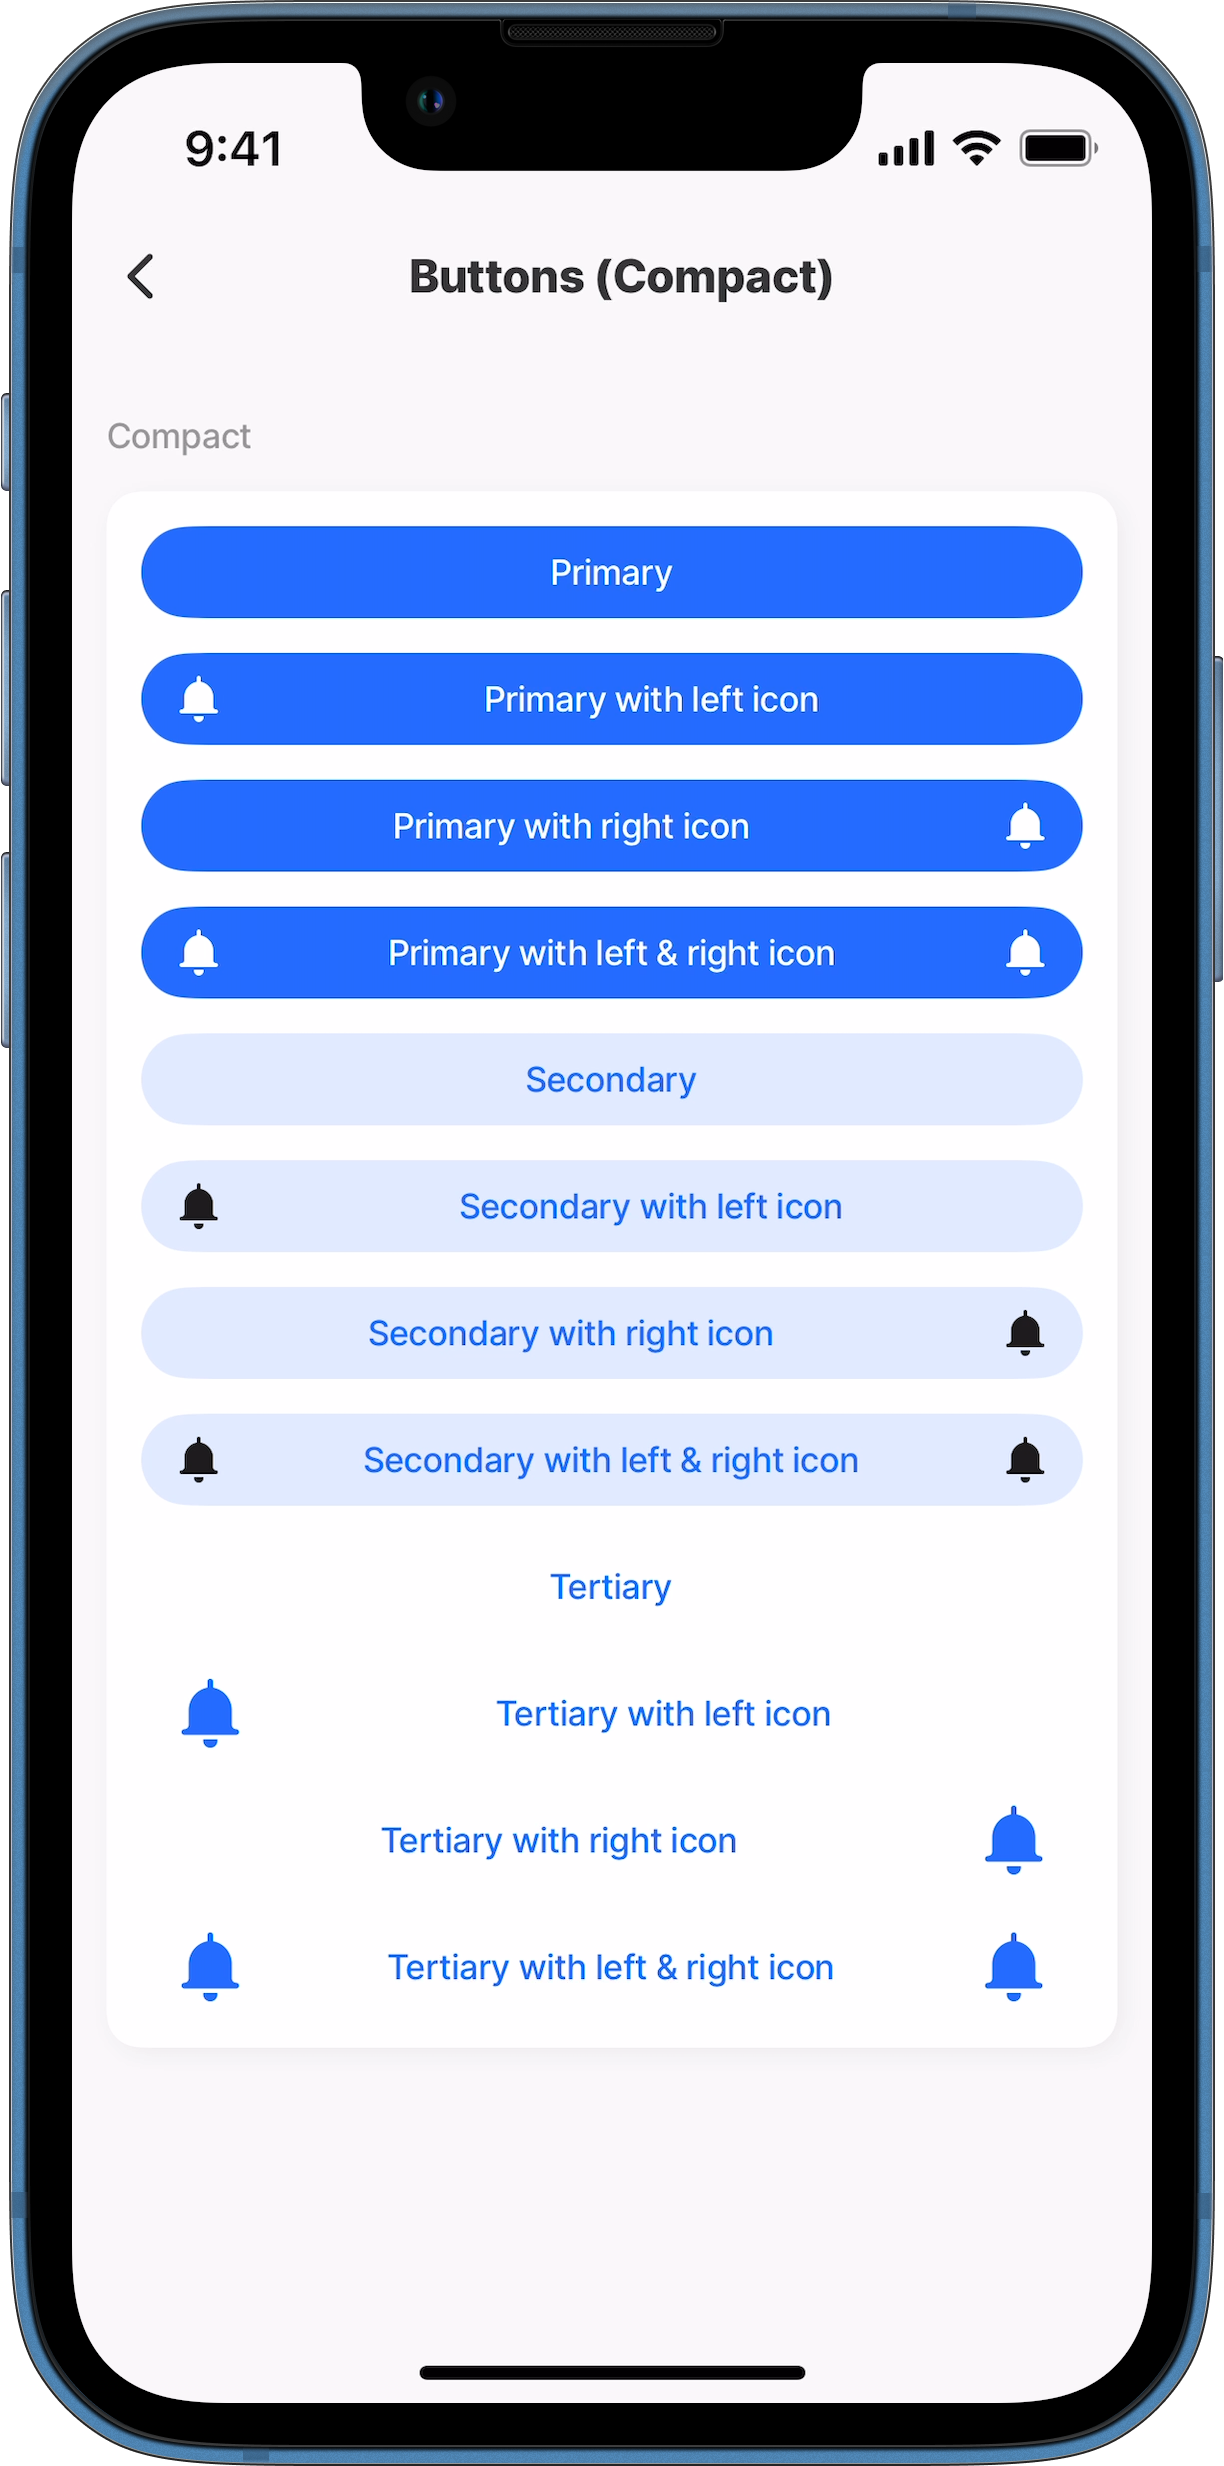 9:41
Buttons (Compact)
Compact
Primary
Primary with left icon
Primary with right icon
Primary with left & right icon
Secondary
Secondary with left icon
Secondary with right icon
Secondary with left & right icon
Tertiary
Tertiary with left icon
Tertiary with right icon
Tertiary with left & right icon